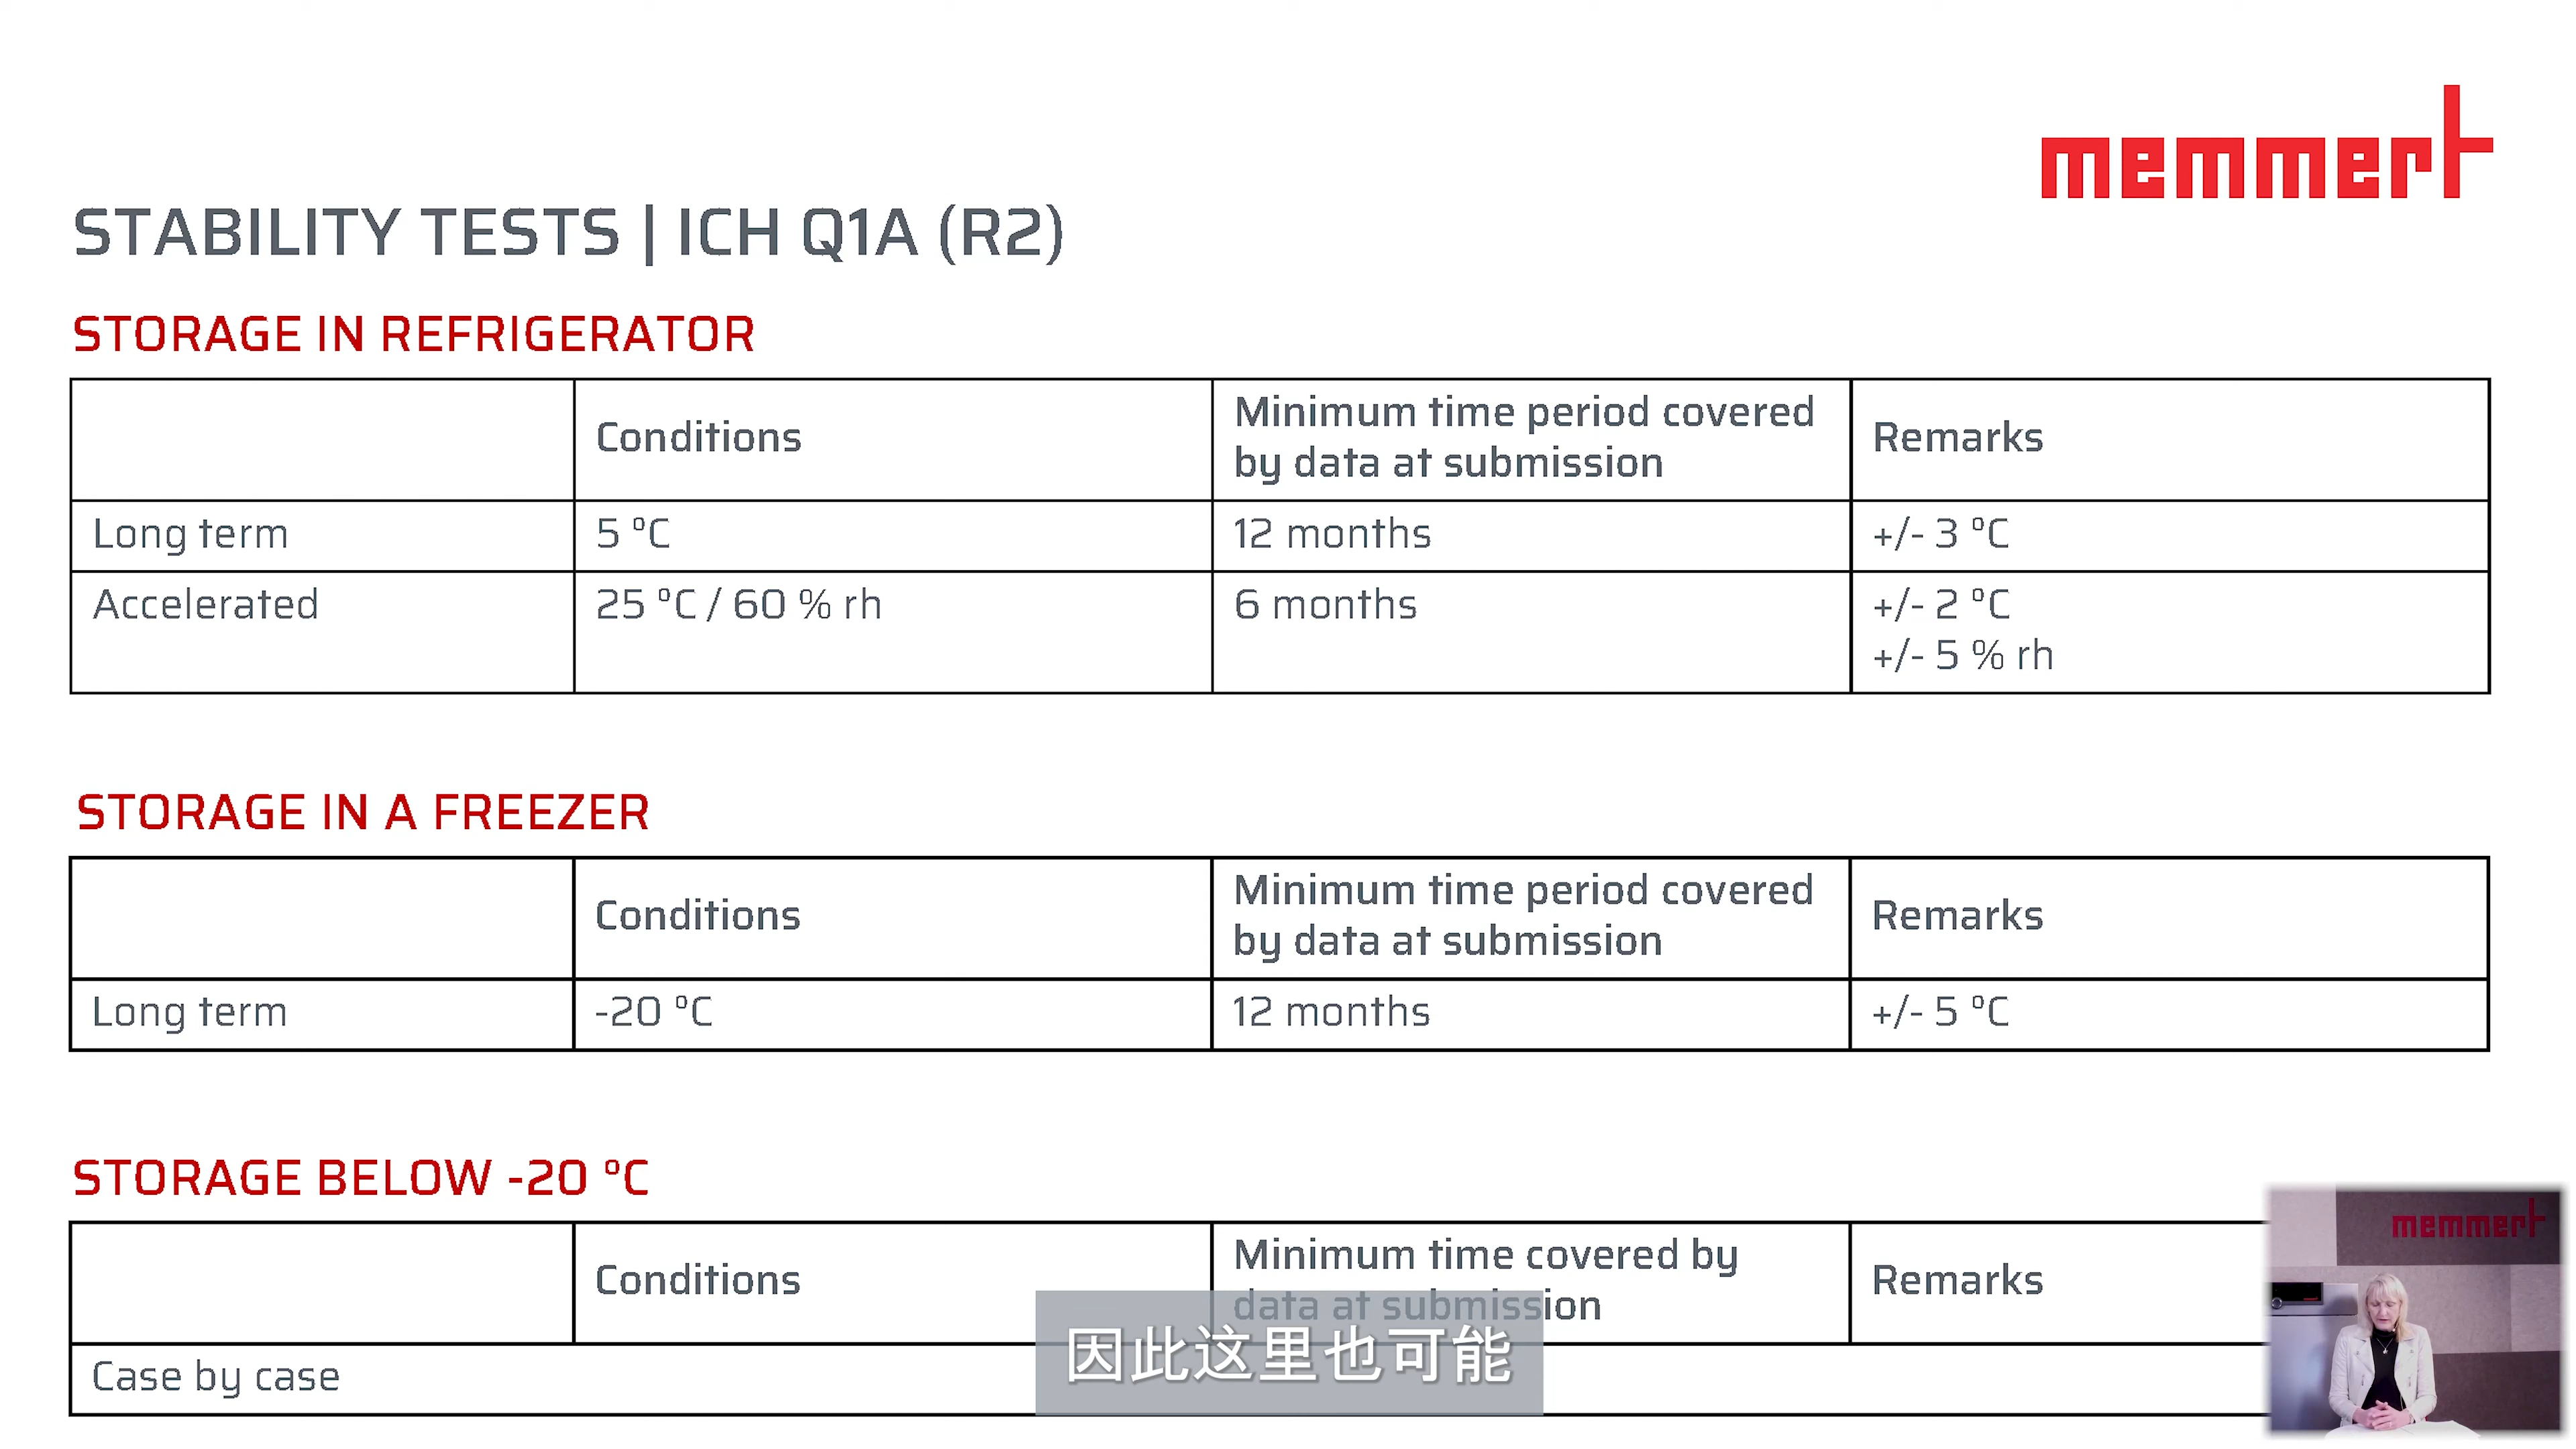 memmert
STABILITY TESTS | ICH Q1A (R2)
STORAGE IN REFRIGERATOR
Conditions
Minimum time period covered
by data at submission
Remarks
Long term
5 °C
12 months
+/- 3 °C
Accelerated
25 °C / 60 % rh
6 months
+/- 2 °C
+/- 5 % rh
STORAGE IN A FREEZER
Conditions
Minimum time period covered
by data at submission
Remarks
Long term
-20 °C
12 months
+/- 5 °C
STORAGE BELOW -20 °C
Conditions
Minimum time covered by
data at submission
Remarks
Case by case
因此这里也可能
memmert